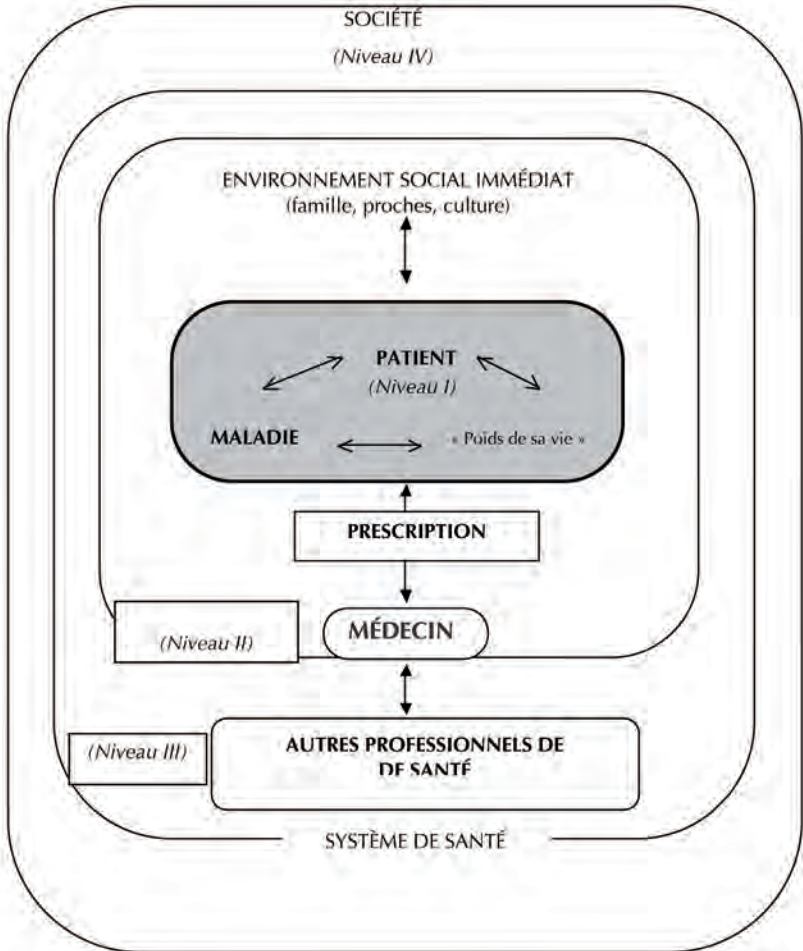 SOCIÉTÉ
(Niveau IV)
ENVIRONNEMENT SOCIAL IMMÉDIAT
(famille, proches, culture)
PATIENT
(Niveau I)
MALADIE
« Poids de sa vie »
PRESCRIPTION
MÉDECIN
(Niveau II)
(Niveau III)
AUTRES PROFESSIONNELS DE
DE SANTÉ
SYSTÈME DE SANTÉ